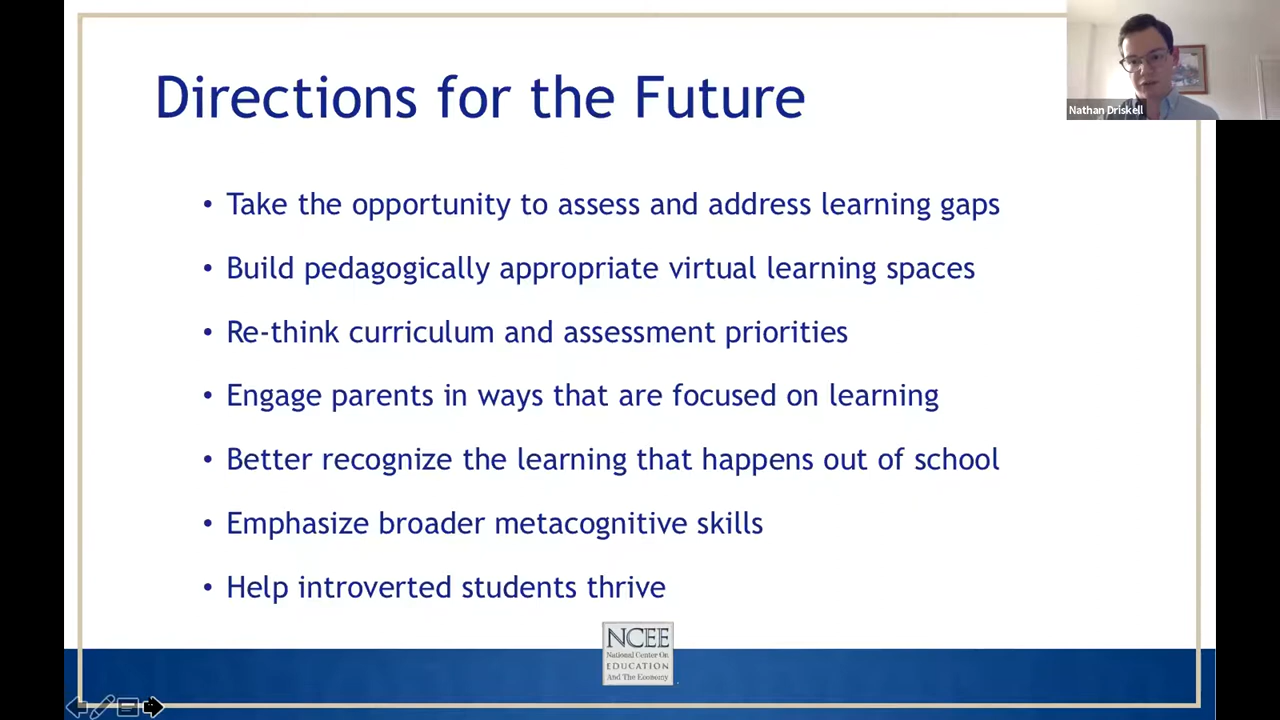 Directions for the Future
Nathan Driskell
• Take the opportunity to assess and address learning gaps
• Build pedagogically appropriate virtual learning spaces
• Re-think curriculum and assessment priorities
• Engage parents in ways that are focused on learning
• Better recognize the learning that happens out of school
• Emphasize broader metacognitive skills
• Help introverted students thrive
NCEE
National Center On
EDUCATION
And The Economy